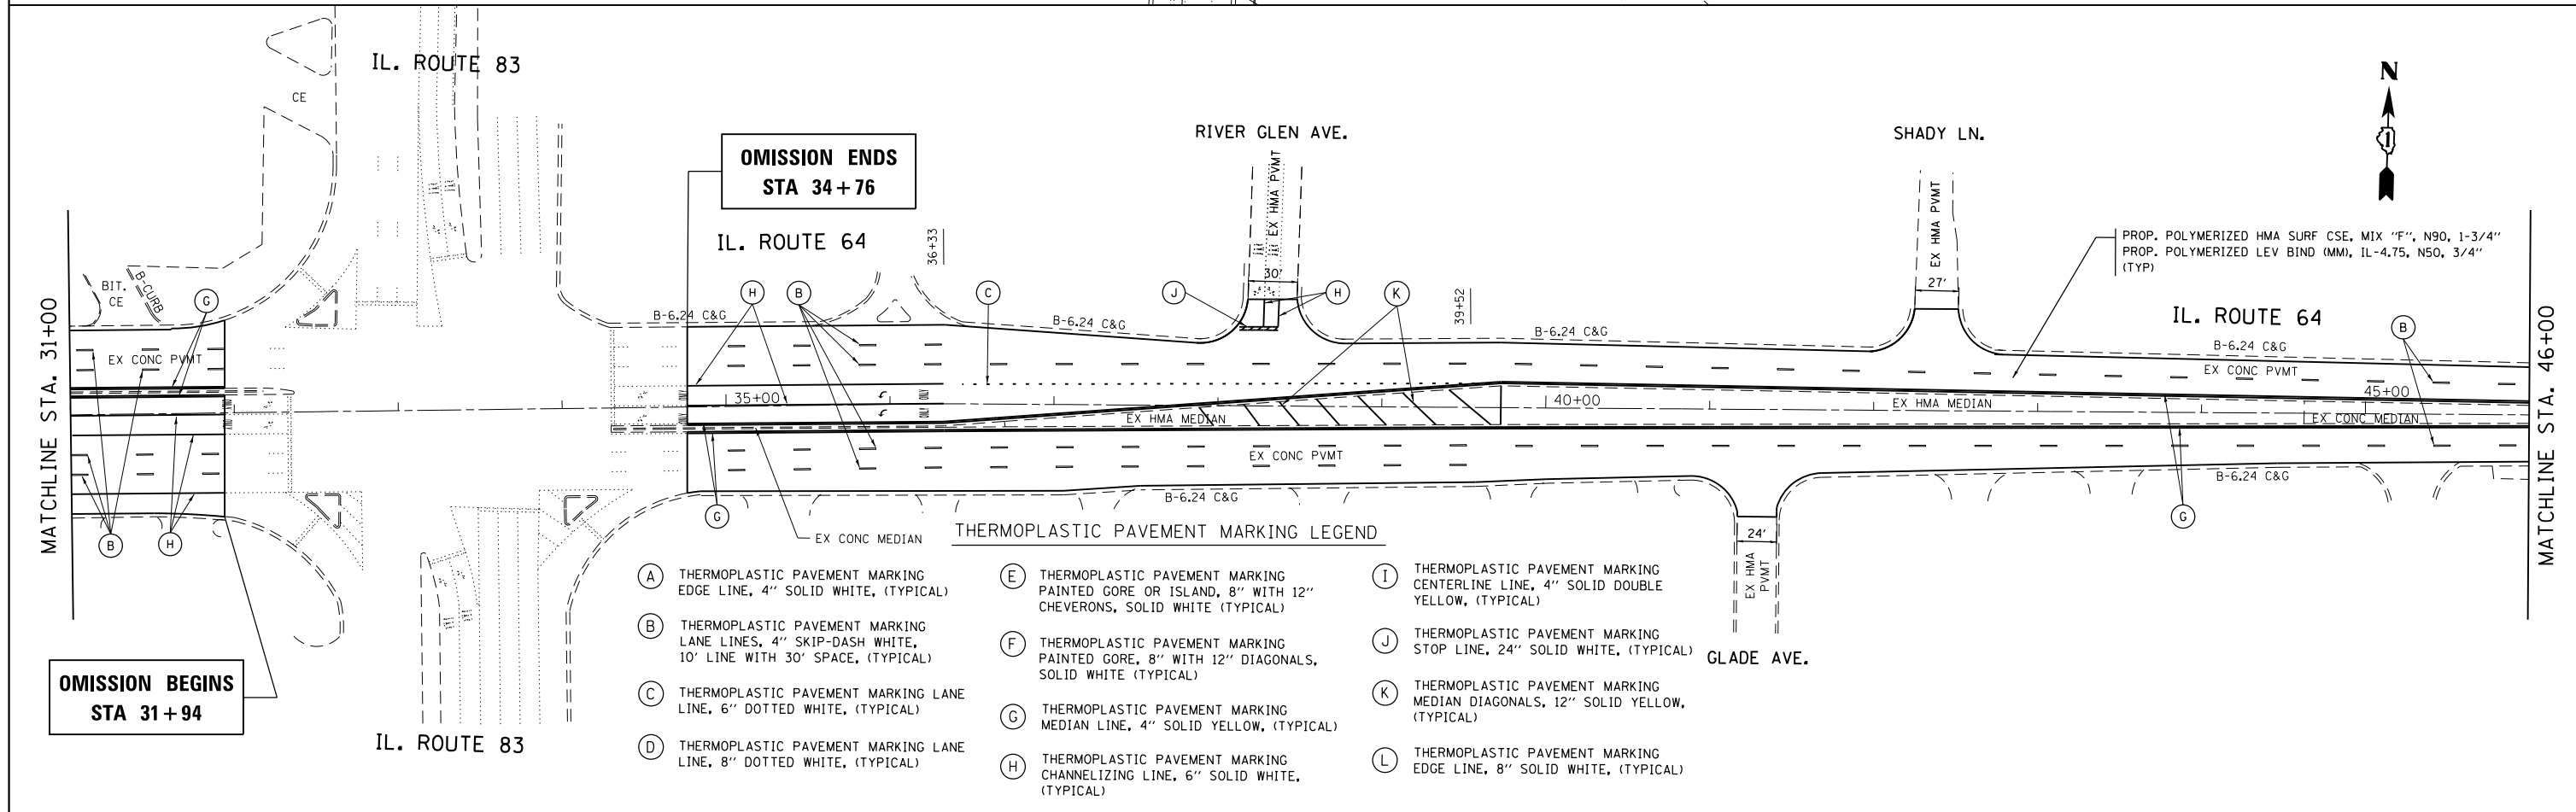 IL. ROUTE 83
CE
N
1
RIVER GLEN AVE.
SHADY LN.
OMISSION ENDS
STA 34+76
IL. ROUTE 64
36+33
EX HMA PVMT
30'
EX HMA PVMT
27'
PROP. POLYMERIZED HMA SURF CSE, MIX "F", N90, 1-3/4"
PROP. POLYMERIZED LEV BIND (MM), IL-4.75, N50, 3/4"
(TYP)
BIT.
CE
B-CURB
G
H
B
C
J
H
K
39+52
IL. ROUTE 64
B
MATCHLINE STA. 31+00
B-6.24 C&G
B-6.24 C&G
B-6.24 C&G
B-6.24 C&G
EX CONC PVMT
EX CONC PVMT
ONLY
ONLY
35+00
40+00
45+00
EX HMA MEDIAN
EX HMA MEDIAN
EX CONC MEDIAN
EX CONC PVMT
B-6.24 C&G
B-6.24 C&G
MATCHLINE STA. 46+00
B
H
G
G
EX CONC MEDIAN
24'
EX HMA
PVMT
GLADE AVE.
THERMOPLASTIC PAVEMENT MARKING LEGEND
A THERMOPLASTIC PAVEMENT MARKING
EDGE LINE, 4" SOLID WHITE, (TYPICAL)
B THERMOPLASTIC PAVEMENT MARKING
LANE LINES, 4" SKIP-DASH WHITE,
10' LINE WITH 30' SPACE, (TYPICAL)
C THERMOPLASTIC PAVEMENT MARKING LANE
LINE, 6" DOTTED WHITE, (TYPICAL)
D THERMOPLASTIC PAVEMENT MARKING LANE
LINE, 8" DOTTED WHITE, (TYPICAL)
E THERMOPLASTIC PAVEMENT MARKING
PAINTED GORE OR ISLAND, 8" WITH 12"
CHEVERONS, SOLID WHITE (TYPICAL)
F THERMOPLASTIC PAVEMENT MARKING
PAINTED GORE, 8" WITH 12" DIAGONALS,
SOLID WHITE (TYPICAL)
G THERMOPLASTIC PAVEMENT MARKING
MEDIAN LINE, 4" SOLID YELLOW, (TYPICAL)
H THERMOPLASTIC PAVEMENT MARKING
CHANNELIZING LINE, 6" SOLID WHITE,
(TYPICAL)
I THERMOPLASTIC PAVEMENT MARKING
CENTERLINE LINE, 4" SOLID DOUBLE
YELLOW, (TYPICAL)
J THERMOPLASTIC PAVEMENT MARKING
STOP LINE, 24" SOLID WHITE, (TYPICAL)
K THERMOPLASTIC PAVEMENT MARKING
MEDIAN DIAGONALS, 12" SOLID YELLOW,
(TYPICAL)
L THERMOPLASTIC PAVEMENT MARKING
EDGE LINE, 8" SOLID WHITE, (TYPICAL)
OMISSION BEGINS
STA 31+94
IL. ROUTE 83